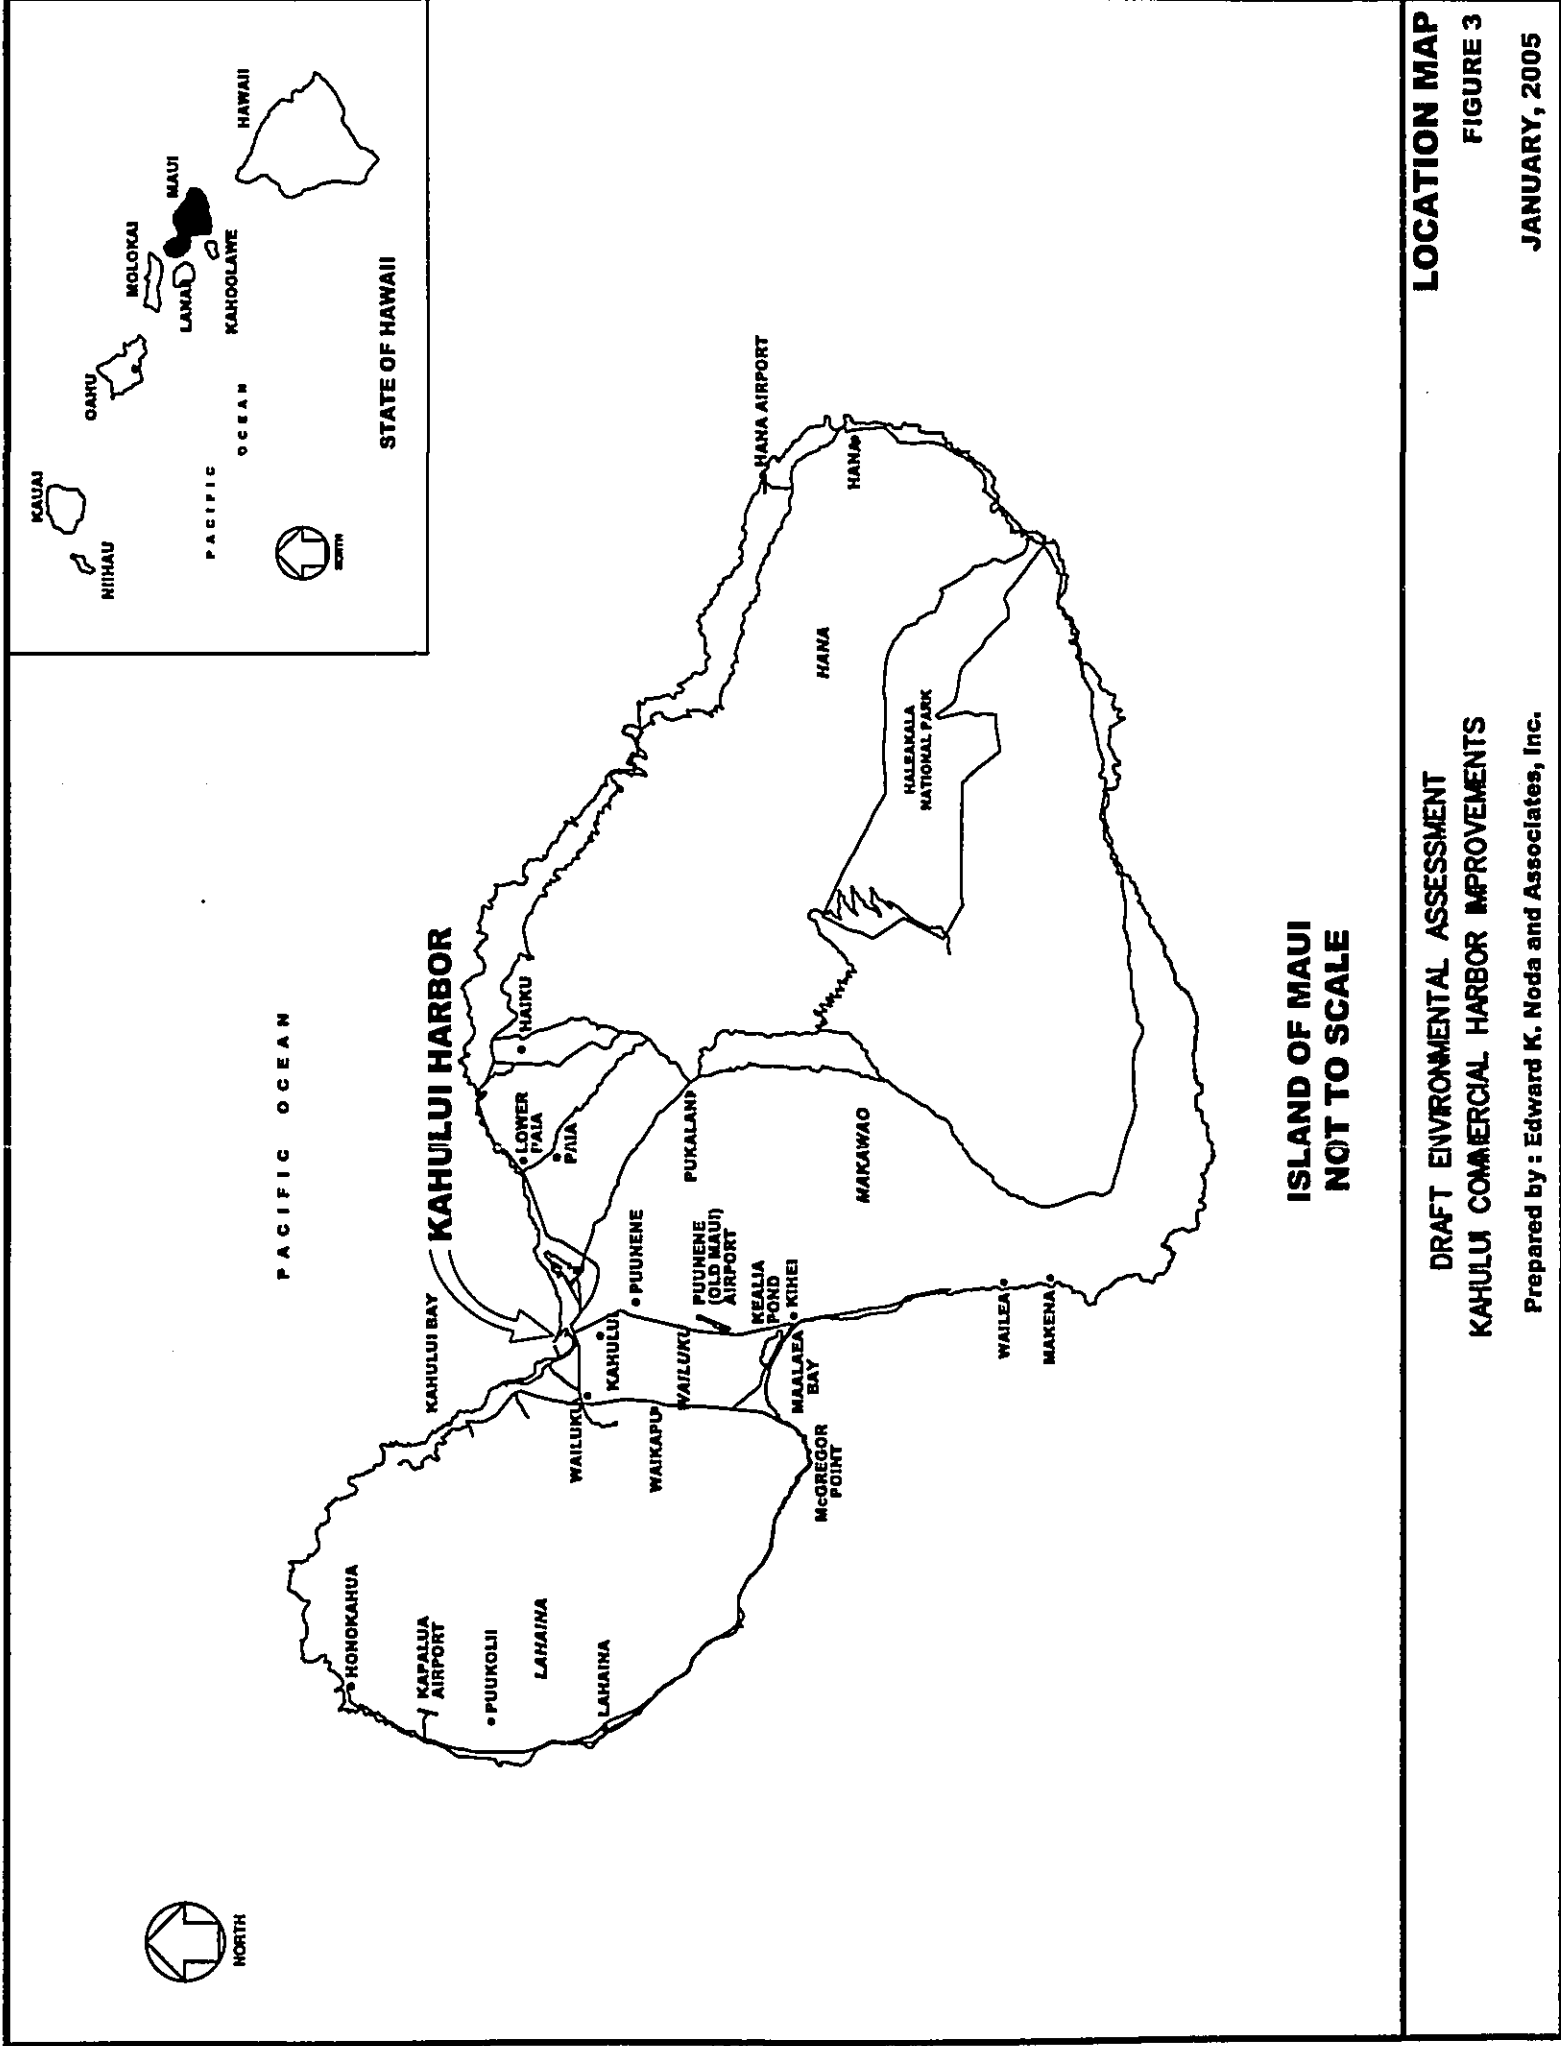 KAUAI
NIIHAU
OAHU
MOLOKAI
LANAI
MAUI
KAHOOLAWE
HAWAII
PACIFIC
OCEAN
NORTH
STATE OF HAWAII
NORTH
PACIFIC OCEAN
KAHULUI HARBOR
KAHULUI BAY
HONOKAHUA
KAPALUA
AIRPORT
PUUKOLII
LAHAINA
LAHAINA
WAILUKU
KAHULUI
WAIKAPU
WAILUKU
McGREGOR
POINT
MAALAEA
BAY
KEALIA
POND
KIHEI
PUUNENE
PUUNENE
(OLD MAUI)
AIRPORT
LOWER
PAIA
PAIA
HAIKU
PUKALANI
MAKAWAO
WAILEA
MAKENA
HALEAKALA
NATIONAL PARK
HANA
HANA AIRPORT
HANA
ISLAND OF MAUI
NOT TO SCALE
DRAFT ENVIRONMENTAL ASSESSMENT
KAHULUI COMMERCIAL HARBOR IMPROVEMENTS
Prepared by : Edward K. Noda and Associates, Inc.
LOCATION MAP
FIGURE 3
JANUARY, 2005